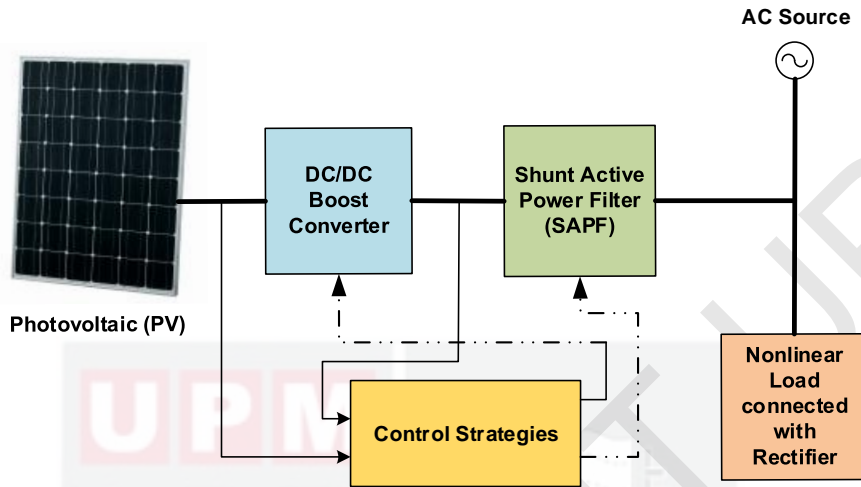 AC Source
DC/DC
Boost
Converter
Shunt Active
Power Filter
(SAPF)
Photovoltaic (PV)
Nonlinear
Load
connected
with
Rectifier
Control Strategies
UPM